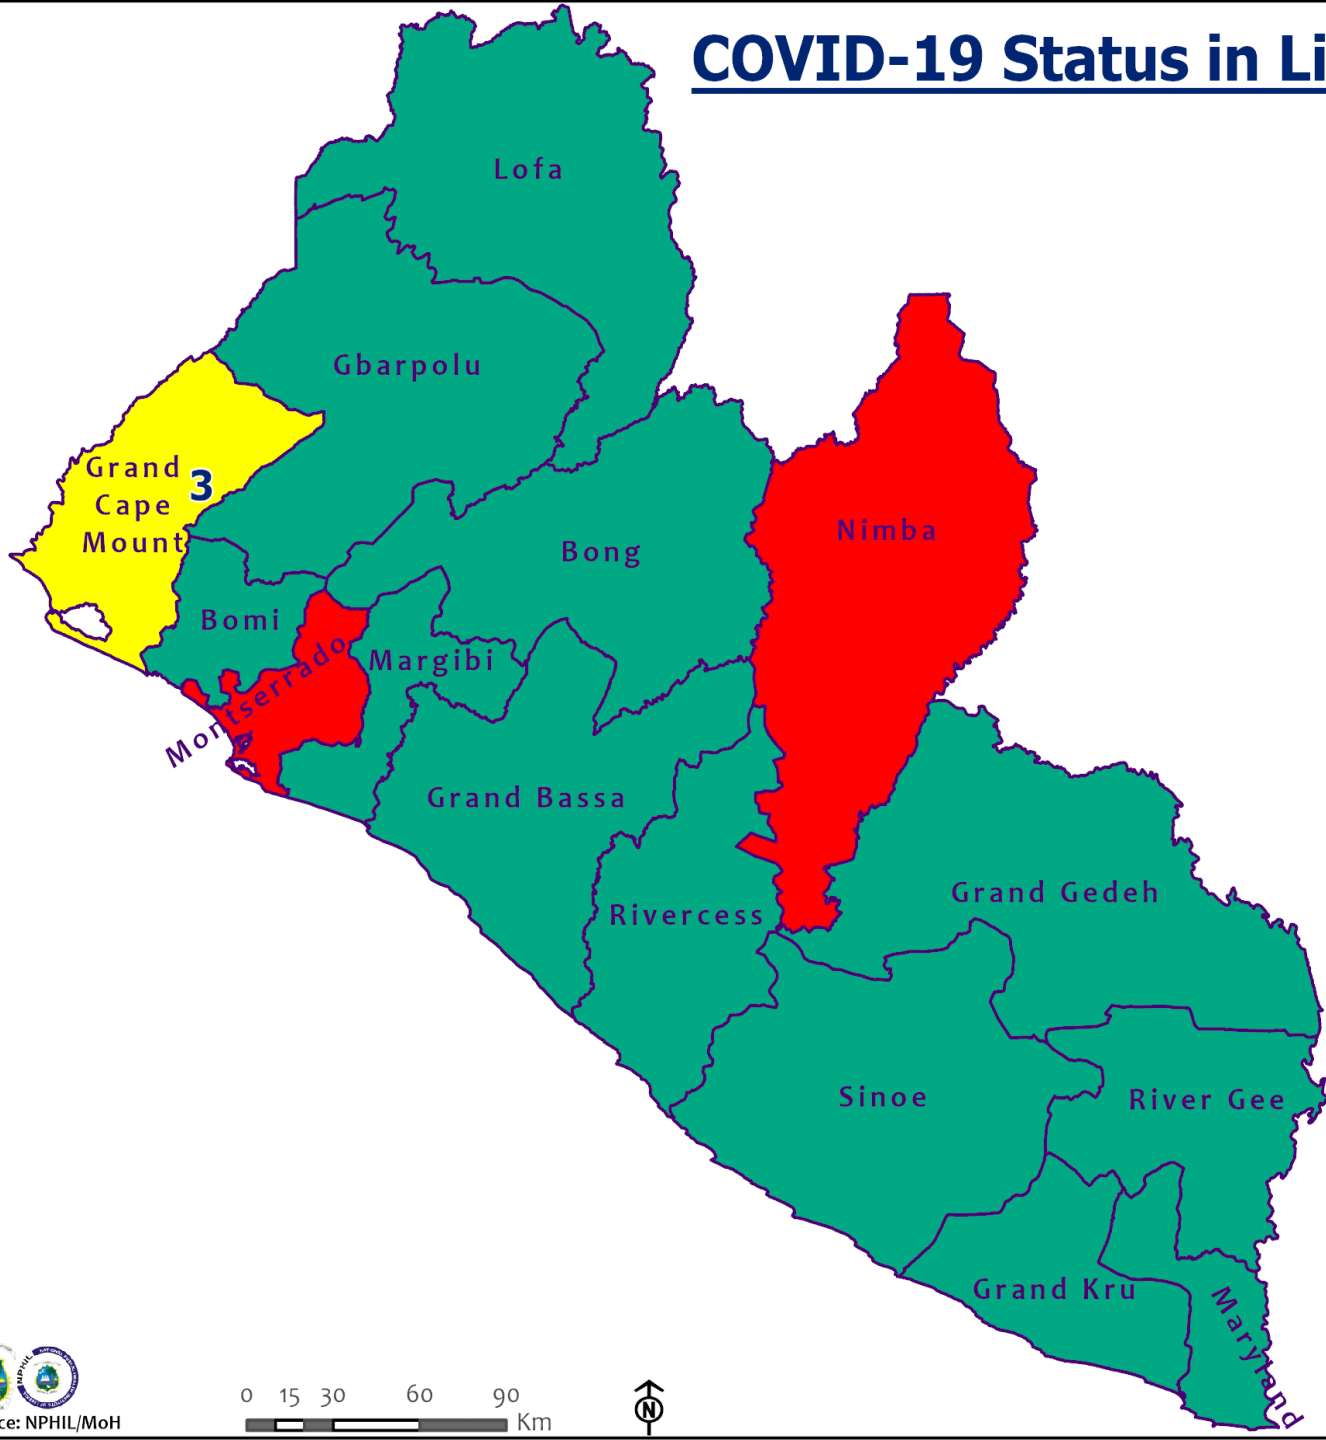 COVID-19 Status in Li
Lofa
Gbarpolu
Grand
Cape
Mount
3
Nimba
Bong
Bomi
Montserrado
Margibi
Grand Bassa
Rivercess
Grand Gedeh
Sinoe
River Gee
Grand Kru
Maryland
NPHIL
0 15 30 60 90
Km
N
ce: NPHIL/MoH